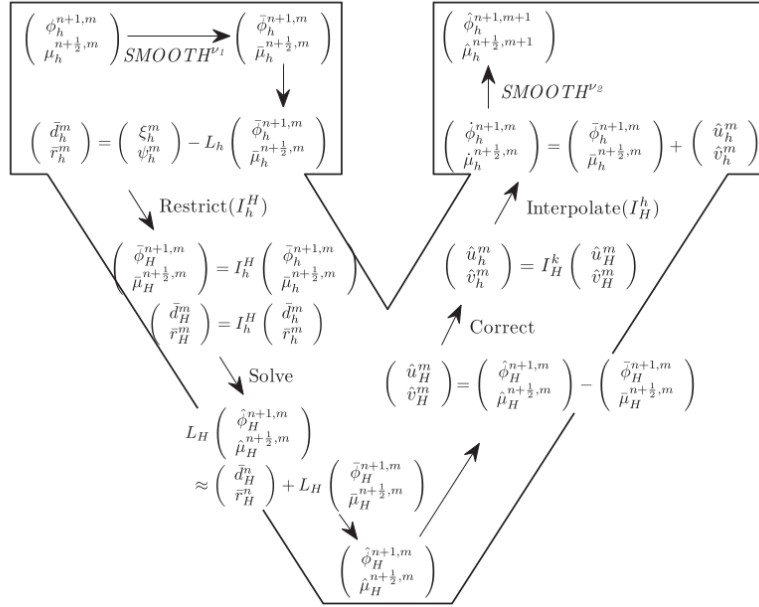 ( φ_h^{n+1,m} ; μ_h^{n+1/2,m} ) SMOOTH^{ν_1} ( φ̄_h^{n+1,m} ; μ̄_h^{n+1/2,m} )
( d̄_h^m ; r̄_h^m ) = ( ξ_h^m ; ψ_h^m ) − L_h ( φ̄_h^{n+1,m} ; μ̄_h^{n+1/2,m} )
Restrict(I_h^H)
( φ̄_H^{n+1,m} ; μ̄_H^{n+1/2,m} ) = I_h^H ( φ̄_h^{n+1,m} ; μ̄_h^{n+1/2,m} )
( d̄_H^m ; r̄_H^m ) = I_h^H ( d̄_h^m ; r̄_h^m )
Solve
L_H ( φ̂_H^{n+1,m} ; μ̂_H^{n+1/2,m} )
≈ ( d̄_H^n ; r̄_H^n ) + L_H ( φ̄_H^{n+1,m} ; μ̄_H^{n+1/2,m} )
( φ̂_H^{n+1,m} ; μ̂_H^{n+1/2,m} )
( û_H^m ; v̂_H^m ) = ( φ̂_H^{n+1,m} ; μ̂_H^{n+1/2,m} ) − ( φ̄_H^{n+1,m} ; μ̄_H^{n+1/2,m} )
Correct
( û_h^m ; v̂_h^m ) = I_H^k ( û_H^m ; v̂_H^m )
Interpolate(I_H^h)
( φ̇_h^{n+1,m} ; μ̇_h^{n+1/2,m} ) = ( φ̄_h^{n+1,m} ; μ̄_h^{n+1/2,m} ) + ( û_h^m ; v̂_h^m )
SMOOTH^{ν_2}
( φ̂_h^{n+1,m+1} ; μ̂_h^{n+1/2,m+1} )